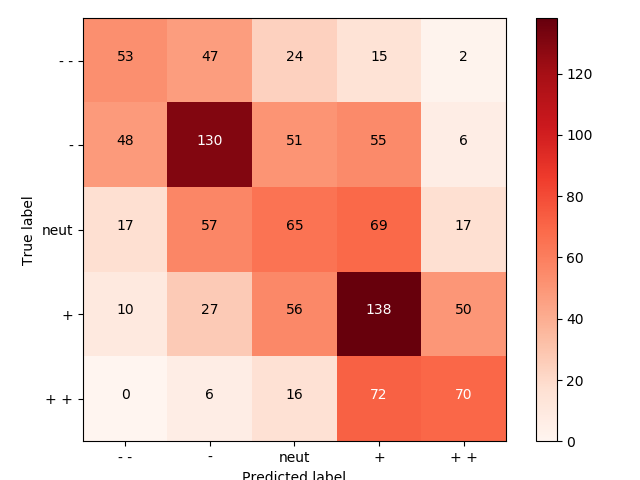 - - 53 47 24 15 2
- 48 130 51 55 6
neut 17 57 65 69 17
+ 10 27 56 138 50
+ + 0 6 16 72 70
- - - neut + + +
Predicted label
True label
120
100
80
60
40
20
0